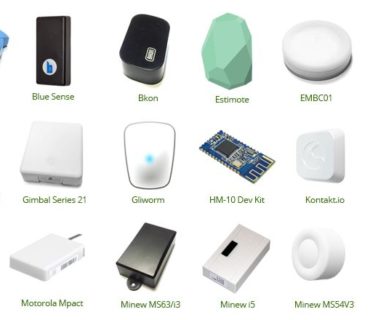 Blue Sense
Bkon
Estimote
EMBC01
Gimbal Series 21
Gliworm
HM-10 Dev Kit
Kontakt.io
Motorola Mpact
Minew MS63/i3
Minew i5
Minew MS54V3